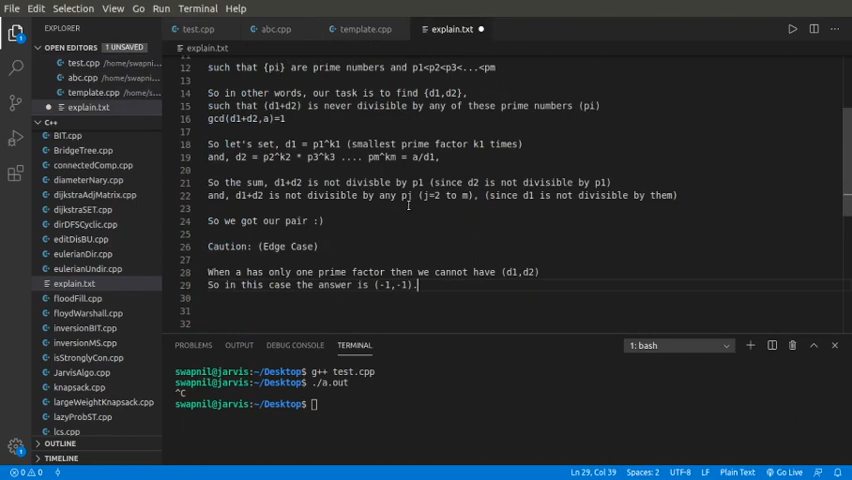 File Edit Selection View Go Terminal Help
EXPLORER
OPEN EDITORS 1 UNSAVED
test.cpp /home/swapnil...
abc.cpp /home/swapni...
template.cpp /home/s...
explain.txt
C++
BIT.cpp
BridgeTree.cpp
connectedComp.cpp
diameterNary.cpp
dijkstraAdjMatrix.cpp
dijkstraSET.cpp
dirDFSCyclic.cpp
editDisBU.cpp
eulerianDir.cpp
eulerianUndir.cpp
explain.txt
floodFill.cpp
floydWarshall.cpp
inversionBIT.cpp
inversionMS.cpp
isStronglyCon.cpp
JarvisAlgo.cpp
knapsack.cpp
largeWeightKnapsack.cpp
lazyProbST.cpp
lcs.cpp
OUTLINE
TIMELINE
test.cpp abc.cpp template.cpp explain.txt
explain.txt
12 such that {pi} are prime numbers and p1<p2<p3<...<pm
13
14 So in other words, our task is to find {d1,d2},
15 such that (d1+d2) is never divisible by any of these prime numbers (pi)
16 gcd(d1+d2,a)=1
17
18 So let's set, d1 = p1^k1 (smallest prime factor k1 times)
19 and, d2 = p2^k2 * p3^k3 .... pm^km = a/d1,
20
21 So the sum, d1+d2 is not divisble by p1 (since d2 is not divisible by p1)
22 and, d1+d2 is not divisible by any pj (j=2 to m), (since d1 is not divisible by them)
23
24 So we got our pair :)
25
26 Caution: (Edge Case)
27
28 When a has only one prime factor then we cannot have (d1,d2)
29 So in this case the answer is (-1,-1).
30
31
32
PROBLEMS OUTPUT DEBUG CONSOLE TERMINAL 1: bash
swapnil@jarvis:~/Desktop$ g++ test.cpp
swapnil@jarvis:~/Desktop$ ./a.out
^C
swapnil@jarvis:~/Desktop$
0 0 Ln 29, Col 39 Spaces: 2 UTF-8 LF Plain Text Go Live